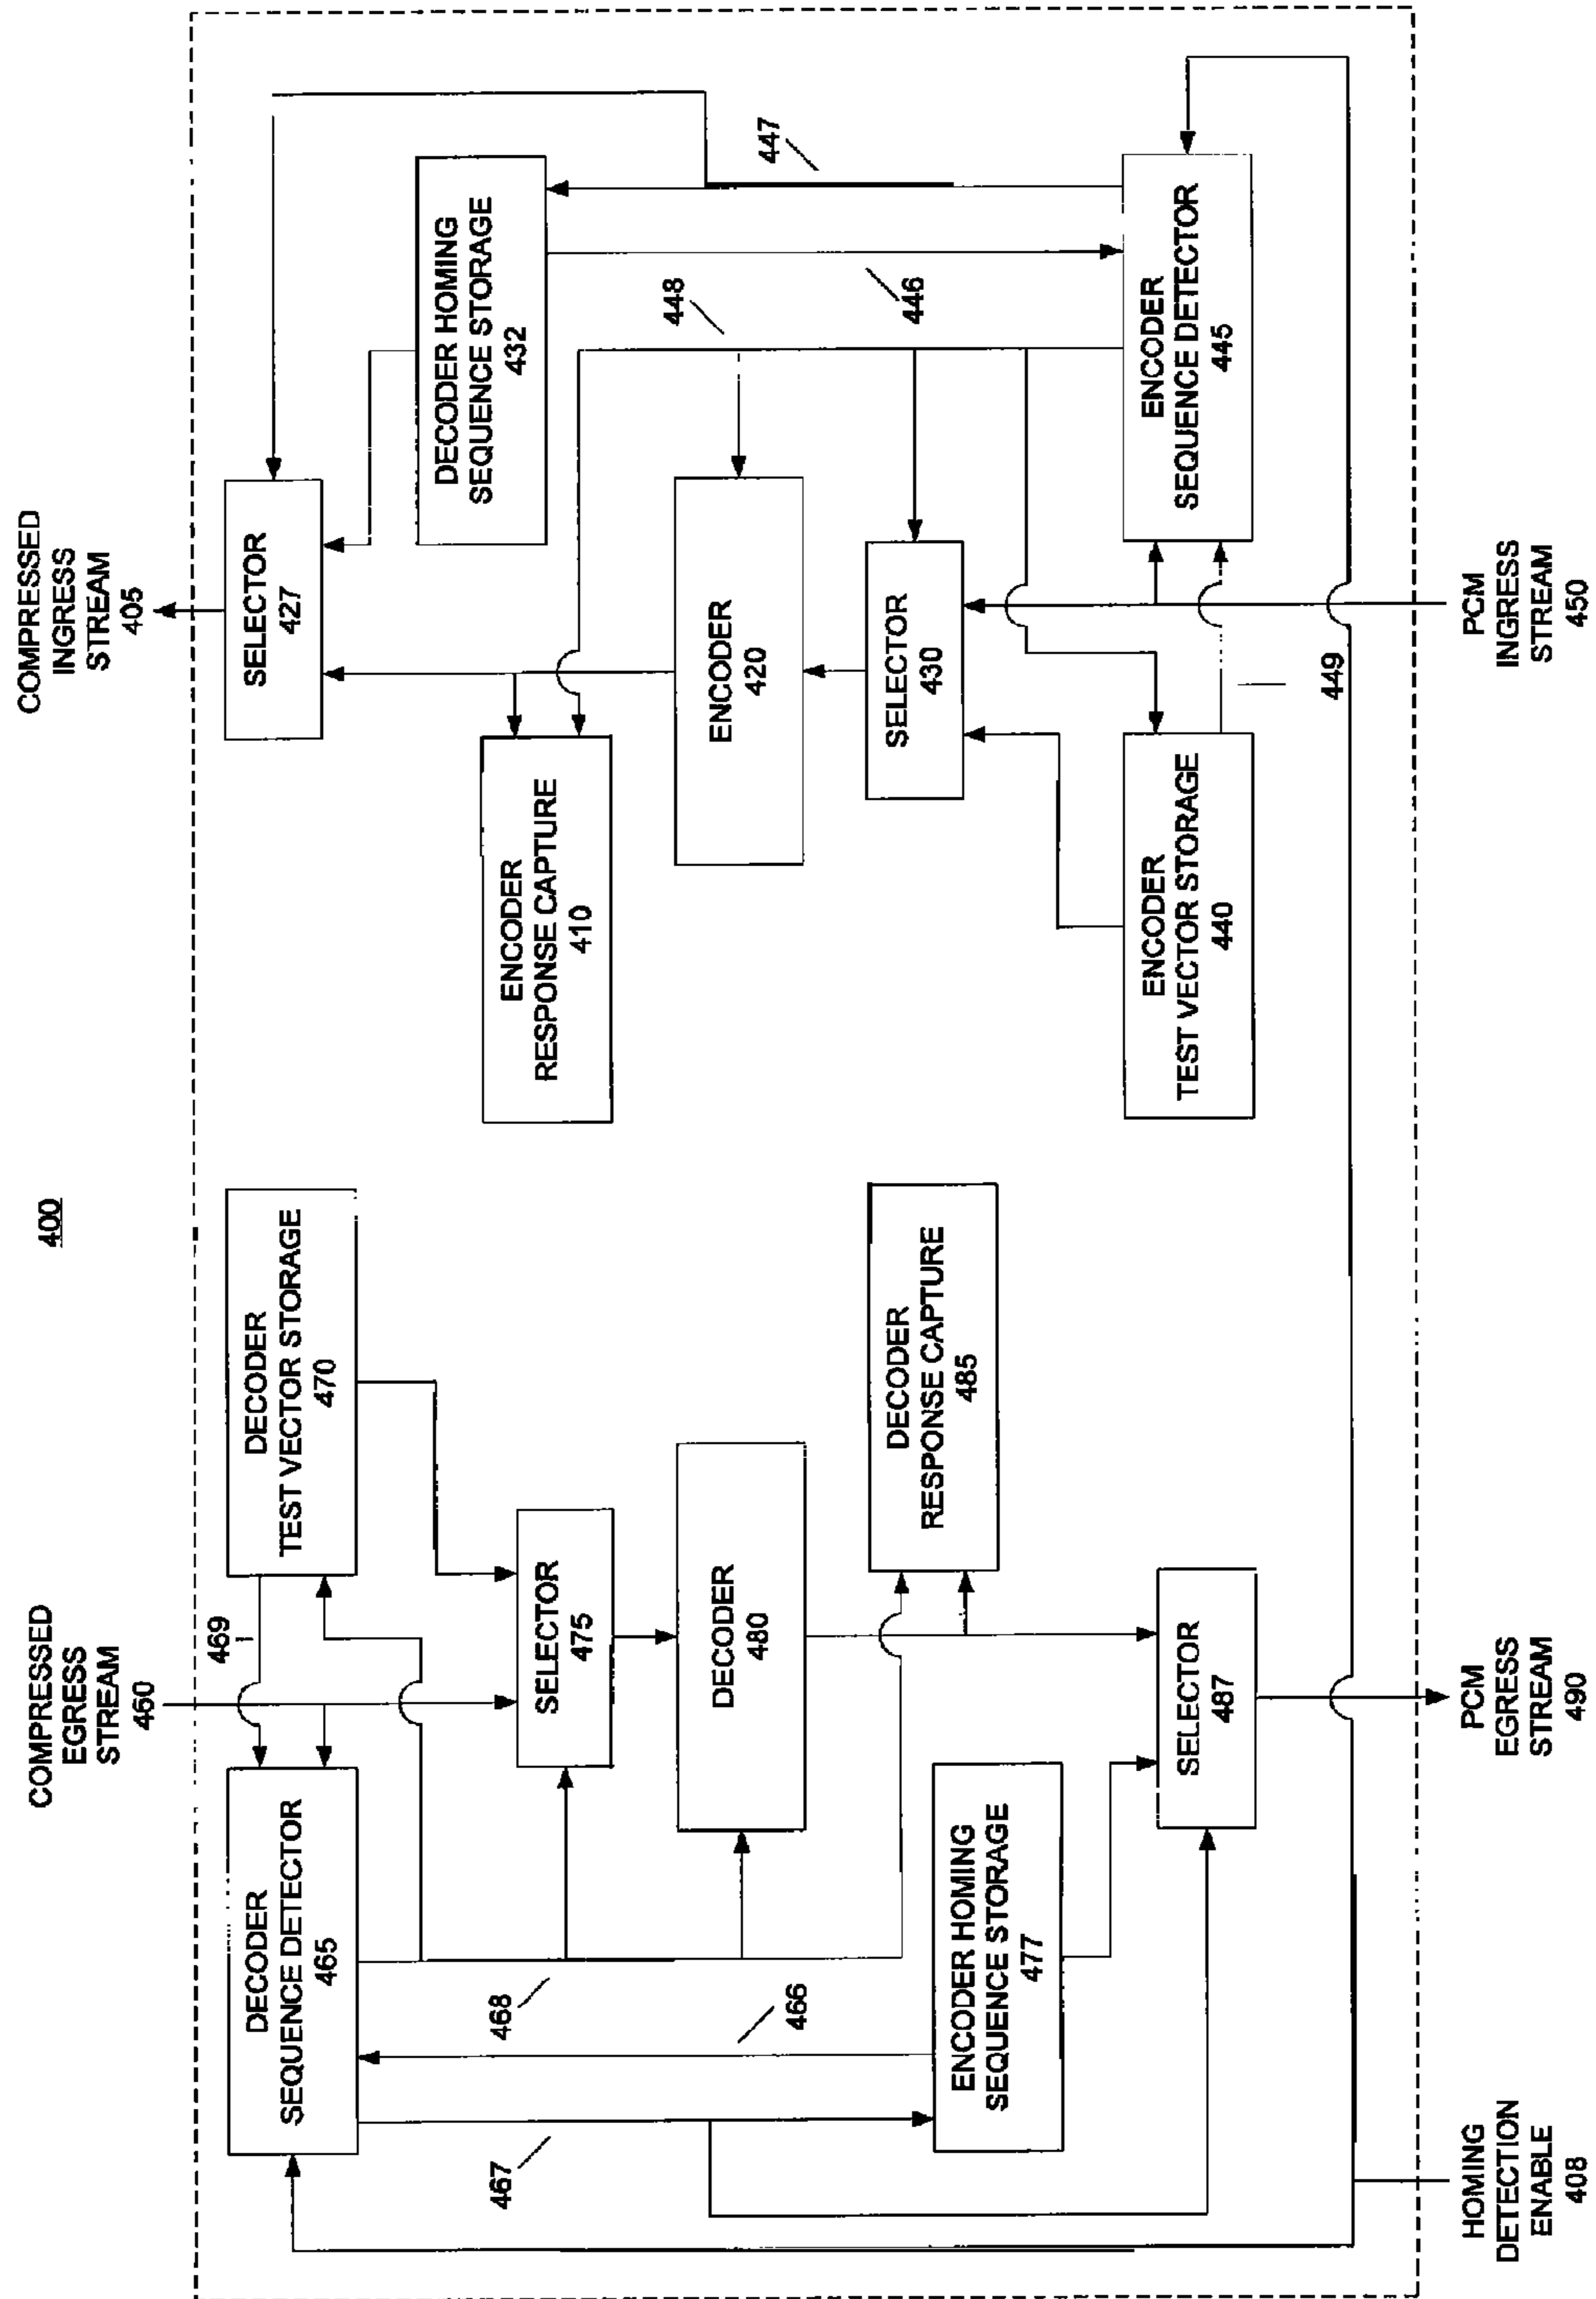 400
COMPRESSED
EGRESS
STREAM
460
COMPRESSED
INGRESS
STREAM
405
DECODER
SEQUENCE DETECTOR
465
469
DECODER
TEST VECTOR STORAGE
470
SELECTOR
427
DECODER HOMING
SEQUENCE STORAGE
432
447
467
468
466
448
446
SELECTOR
475
ENCODER
RESPONSE CAPTURE
410
DECODER
480
ENCODER
420
DECODER
RESPONSE CAPTURE
485
SELECTOR
430
ENCODER HOMING
SEQUENCE STORAGE
477
SELECTOR
487
ENCODER
TEST VECTOR STORAGE
440
449
ENCODER
SEQUENCE DETECTOR
445
HOMING
DETECTION
ENABLE
408
PCM
EGRESS
STREAM
490
PCM
INGRESS
STREAM
450